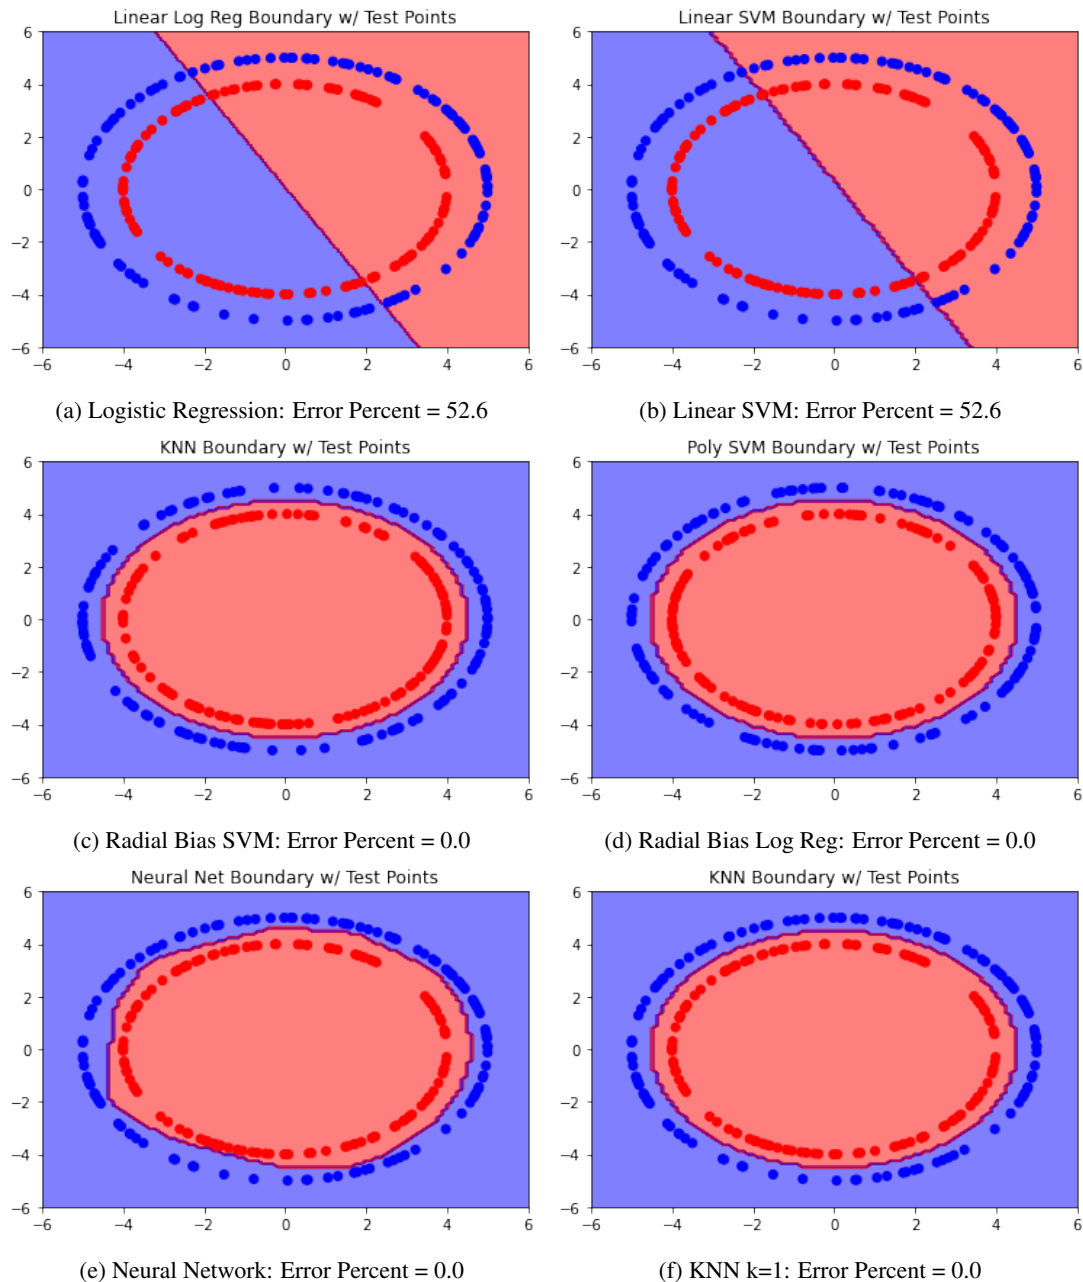 Linear Log Reg Boundary w/ Test Points
6
4
2
0
−2
−4
−6
−6 −4 −2 0 2 4 6
(a) Logistic Regression: Error Percent = 52.6
Linear SVM Boundary w/ Test Points
6
4
2
0
−2
−4
−6
−6 −4 −2 0 2 4 6
(b) Linear SVM: Error Percent = 52.6
KNN Boundary w/ Test Points
6
4
2
0
−2
−4
−6
−6 −4 −2 0 2 4 6
(c) Radial Bias SVM: Error Percent = 0.0
Poly SVM Boundary w/ Test Points
6
4
2
0
−2
−4
−6
−6 −4 −2 0 2 4 6
(d) Radial Bias Log Reg: Error Percent = 0.0
Neural Net Boundary w/ Test Points
6
4
2
0
−2
−4
−6
−6 −4 −2 0 2 4 6
(e) Neural Network: Error Percent = 0.0
KNN Boundary w/ Test Points
6
4
2
0
−2
−4
−6
−6 −4 −2 0 2 4 6
(f) KNN k=1: Error Percent = 0.0